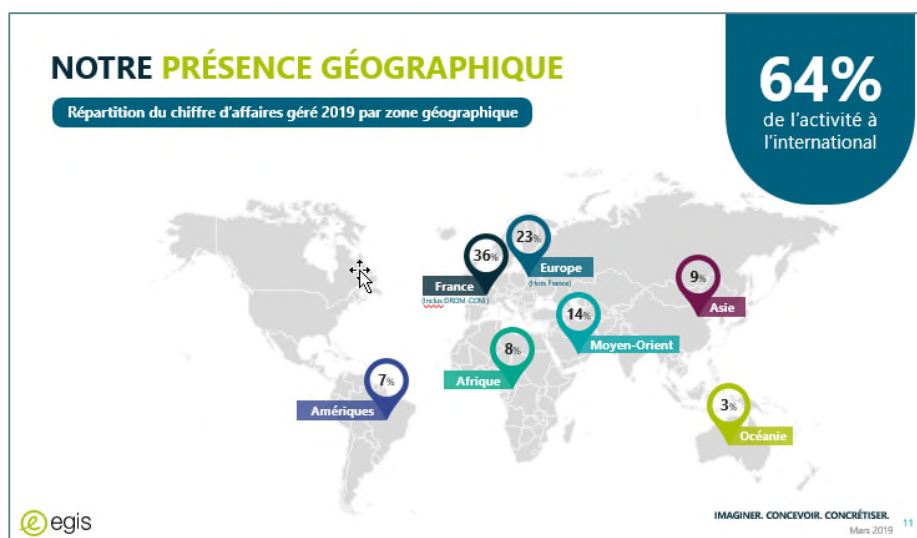 NOTRE PRÉSENCE GÉOGRAPHIQUE
Répartition du chiffre d'affaires géré 2019 par zone géographique
64%
de l'activité à
l'international
23%
36%
Europe
(Hors France)
France
(Inclus DROM-COM)
9%
Asie
14%
Moyen-Orient
8%
Afrique
7%
Amériques
3%
Océanie
egis
IMAGINER. CONCEVOIR. CONCRÉTISER.
Mars 2019
11